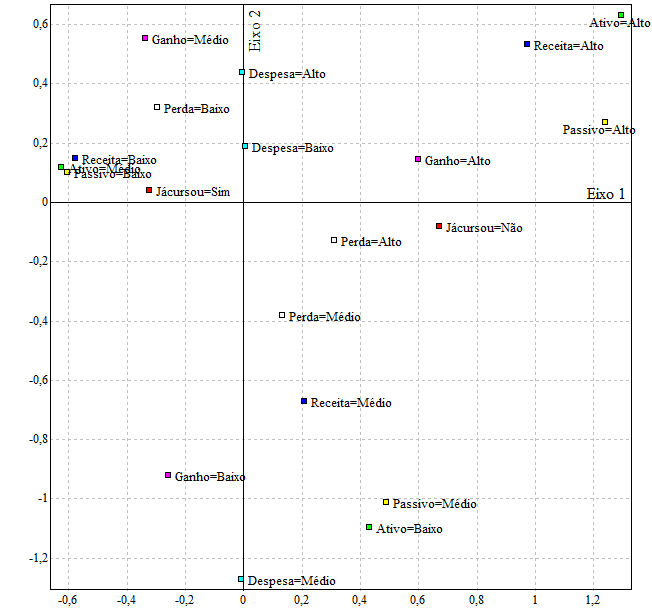 Eixo 2
0,6
Ativo=Alto
Ganho=Médio
Receita=Alto
Despesa=Alto
0,4
Perda=Baixo
Passivo=Alto
0,2
Despesa=Baixo
Receita=Baixo
Ganho=Alto
Ativo=Médio
Passivo=Baixo
Jácursou=Sim
Eixo 1
0
Jácursou=Não
Perda=Alto
-0,2
Perda=Médio
-0,4
-0,6
Receita=Médio
-0,8
Ganho=Baixo
-1
Passivo=Médio
Ativo=Baixo
-1,2
Despesa=Médio
-0,6 -0,4 -0,2 0 0,2 0,4 0,6 0,8 1 1,2